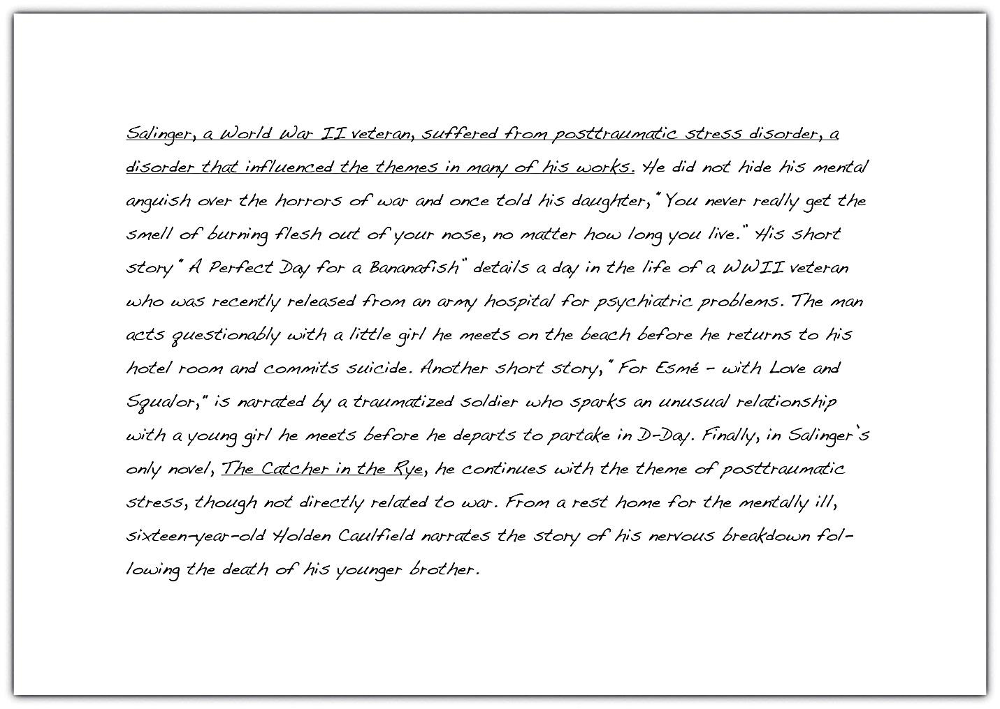 Salinger, a World War II veteran, suffered from posttraumatic stress disorder, a
disorder that influenced the themes in many of his works. He did not hide his mental
anguish over the horrors of war and once told his daughter, "You never really get the
smell of burning flesh out of your nose, no matter how long you live." His short
story "A Perfect Day for a Bananafish" details a day in the life of a WWII veteran
who was recently released from an army hospital for psychiatric problems. The man
acts questionably with a little girl he meets on the beach before he returns to his
hotel room and commits suicide. Another short story, "For Esmé - with Love and
Squalor," is narrated by a traumatized soldier who sparks an unusual relationship
with a young girl he meets before he departs to partake in D-Day. Finally, in Salinger's
only novel, The Catcher in the Rye, he continues with the theme of posttraumatic
stress, though not directly related to war. From a rest home for the mentally ill,
sixteen-year-old Holden Caulfield narrates the story of his nervous breakdown fol-
lowing the death of his younger brother.